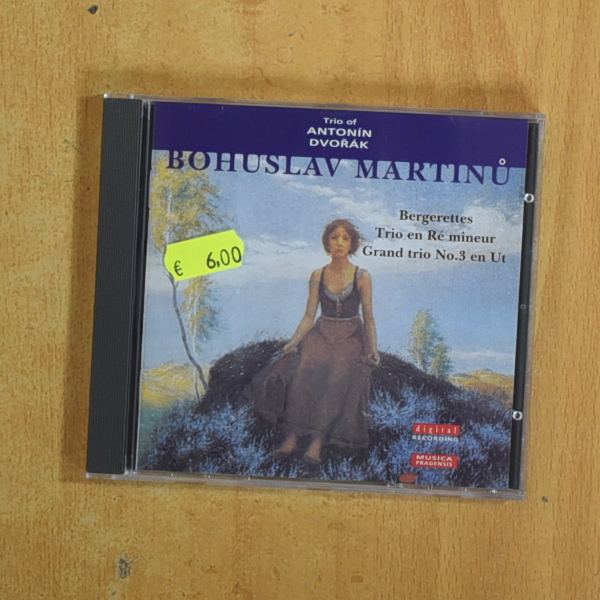 Trio of
ANTONÍN
DVOŘÁK
BOHUSLAV MARTINŮ
Bergerettes
Trio en Ré mineur
Grand trio No.3 en Ut
€ 6,00
digital
RECORDING
MUSICA
PRAGENSIS